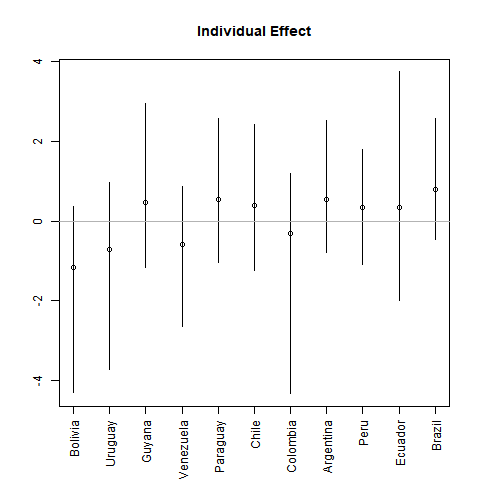 Individual Effect
4
2
0
-2
-4
Bolivia
Uruguay
Guyana
Venezuela
Paraguay
Chile
Colombia
Argentina
Peru
Ecuador
Brazil